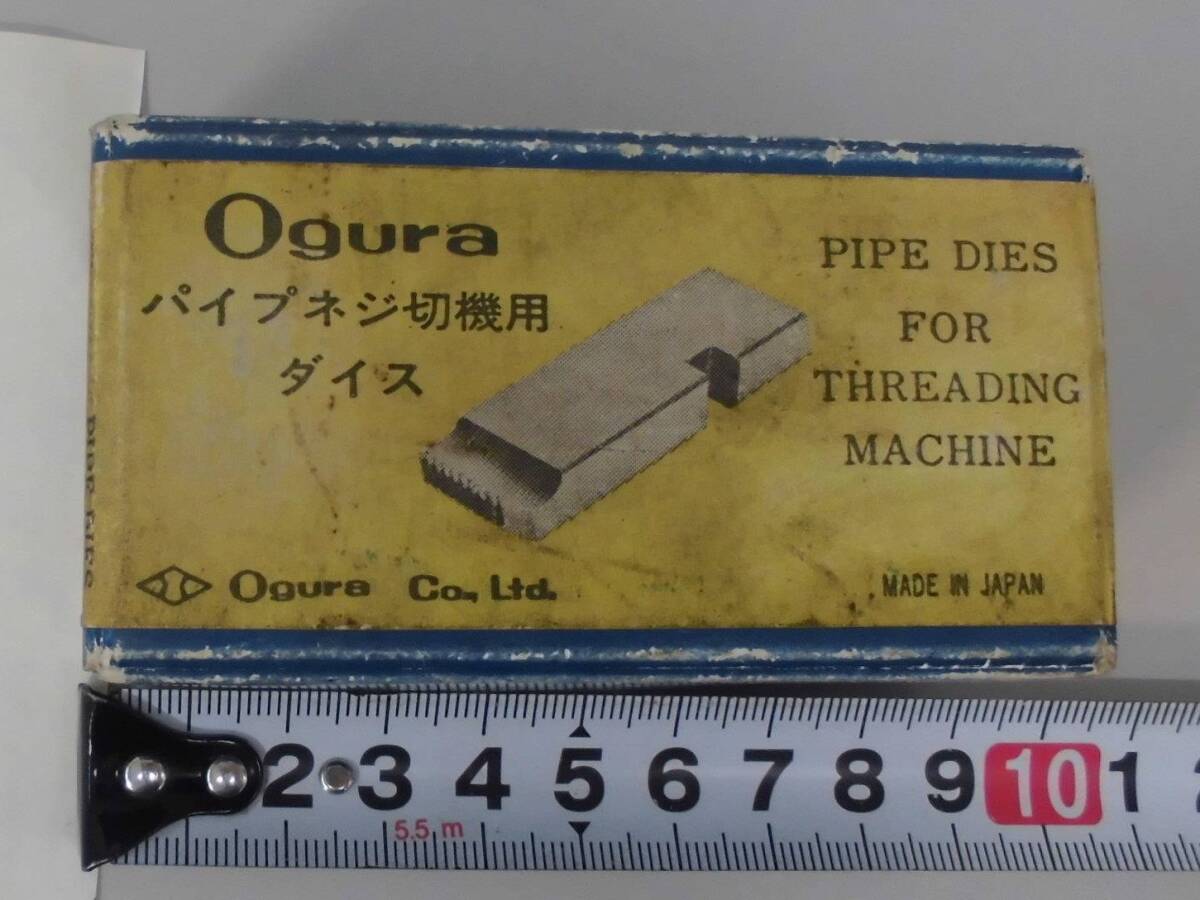 Ogura
パイプネジ切機用
ダイス
PIPE DIES
FOR
THREADING
MACHINE
Ogura Co., Ltd.
MADE IN JAPAN
2 3 4 5 6 7 8 9 10 1
5.5 m